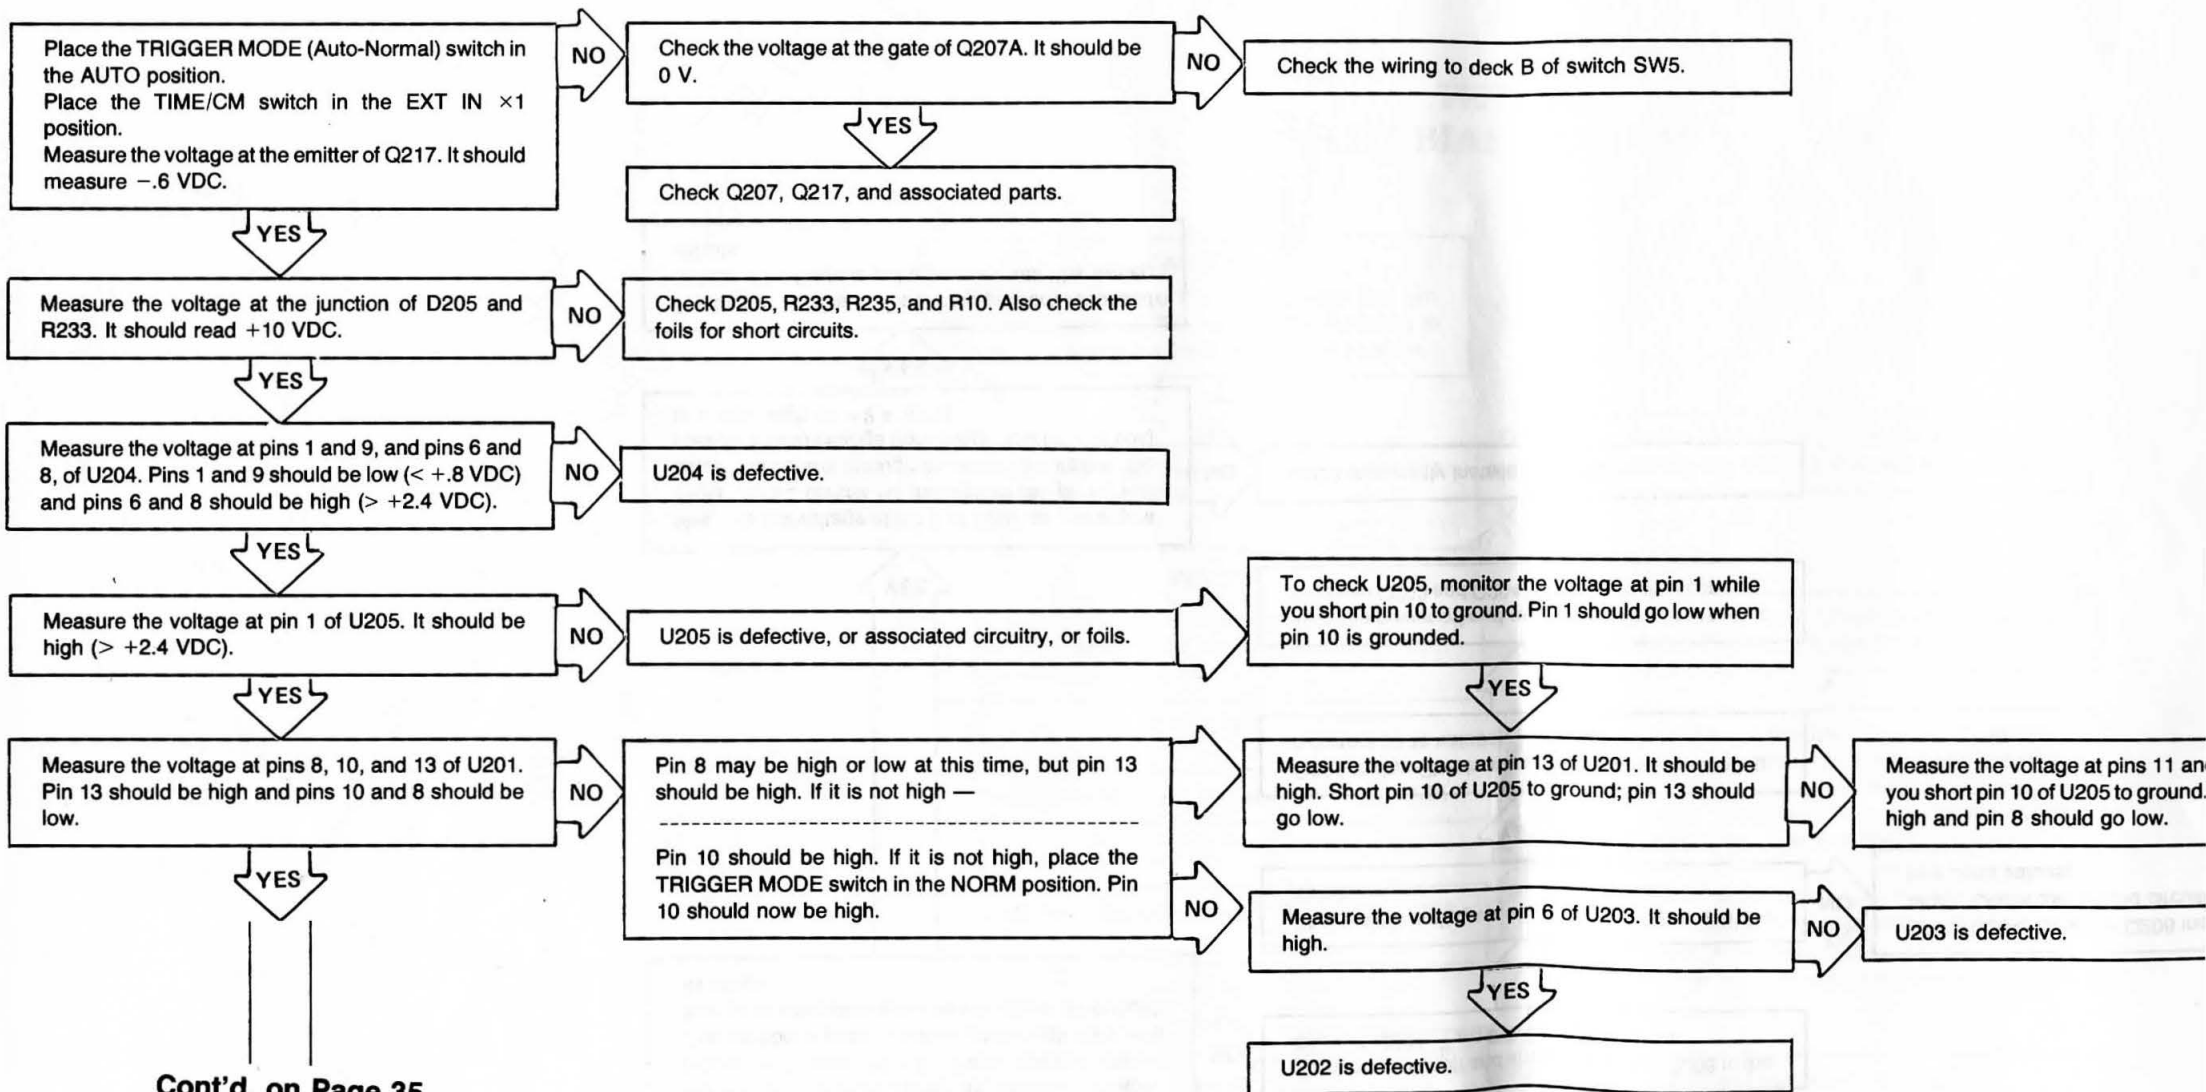 Place the TRIGGER MODE (Auto-Normal) switch in
the AUTO position.
Place the TIME/CM switch in the EXT IN ×1
position.
Measure the voltage at the emitter of Q217. It should
measure −.6 VDC.
NO
Check the voltage at the gate of Q207A. It should be
0 V.
NO
Check the wiring to deck B of switch SW5.
YES
Check Q207, Q217, and associated parts.
YES
Measure the voltage at the junction of D205 and
R233. It should read +10 VDC.
NO
Check D205, R233, R235, and R10. Also check the
foils for short circuits.
YES
Measure the voltage at pins 1 and 9, and pins 6 and
8, of U204. Pins 1 and 9 should be low (< +.8 VDC)
and pins 6 and 8 should be high (> +2.4 VDC).
NO
U204 is defective.
YES
Measure the voltage at pin 1 of U205. It should be
high (> +2.4 VDC).
NO
U205 is defective, or associated circuitry, or foils.
To check U205, monitor the voltage at pin 1 while
you short pin 10 to ground. Pin 1 should go low when
pin 10 is grounded.
YES
YES
Measure the voltage at pins 8, 10, and 13 of U201.
Pin 13 should be high and pins 10 and 8 should be
low.
NO
Pin 8 may be high or low at this time, but pin 13
should be high. If it is not high —
Pin 10 should be high. If it is not high, place the
TRIGGER MODE switch in the NORM position. Pin
10 should now be high.
Measure the voltage at pin 13 of U201. It should be
high. Short pin 10 of U205 to ground; pin 13 should
go low.
NO
Measure the voltage at pins 11 an
you short pin 10 of U205 to ground.
high and pin 8 should go low.
NO
Measure the voltage at pin 6 of U203. It should be
high.
NO
U203 is defective.
YES
U202 is defective.
YES
Cont'd. on Page 35